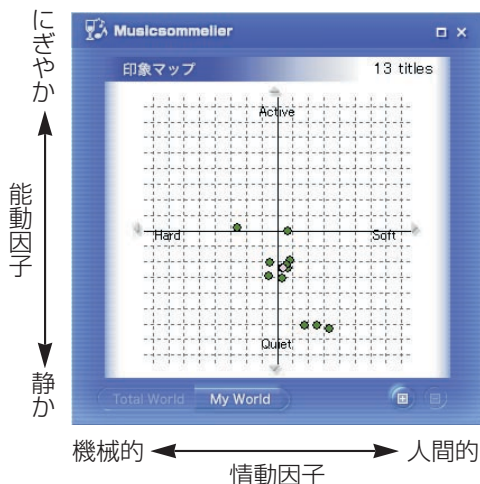 にぎやか
能動因子
静か
Musicsommelier
印象マップ
13 titles
Active
Hard
Soft
Quiet
Total World
My World
機械的
人間的
情動因子